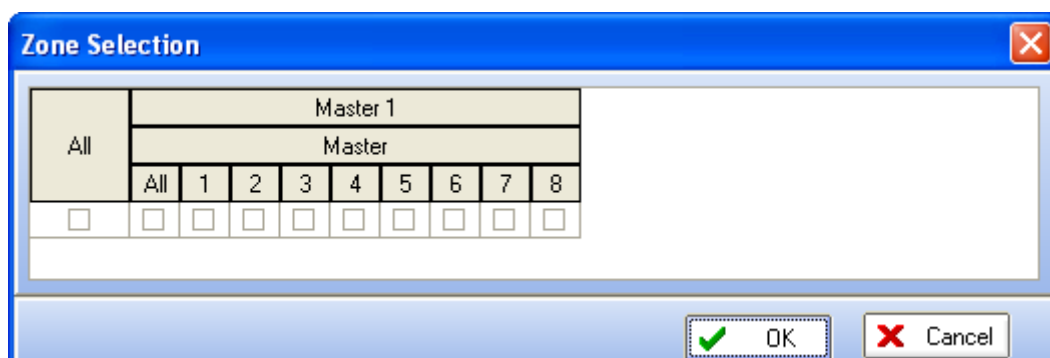 Zone Selection
Master 1
All
Master
All 1 2 3 4 5 6 7 8
OK
Cancel